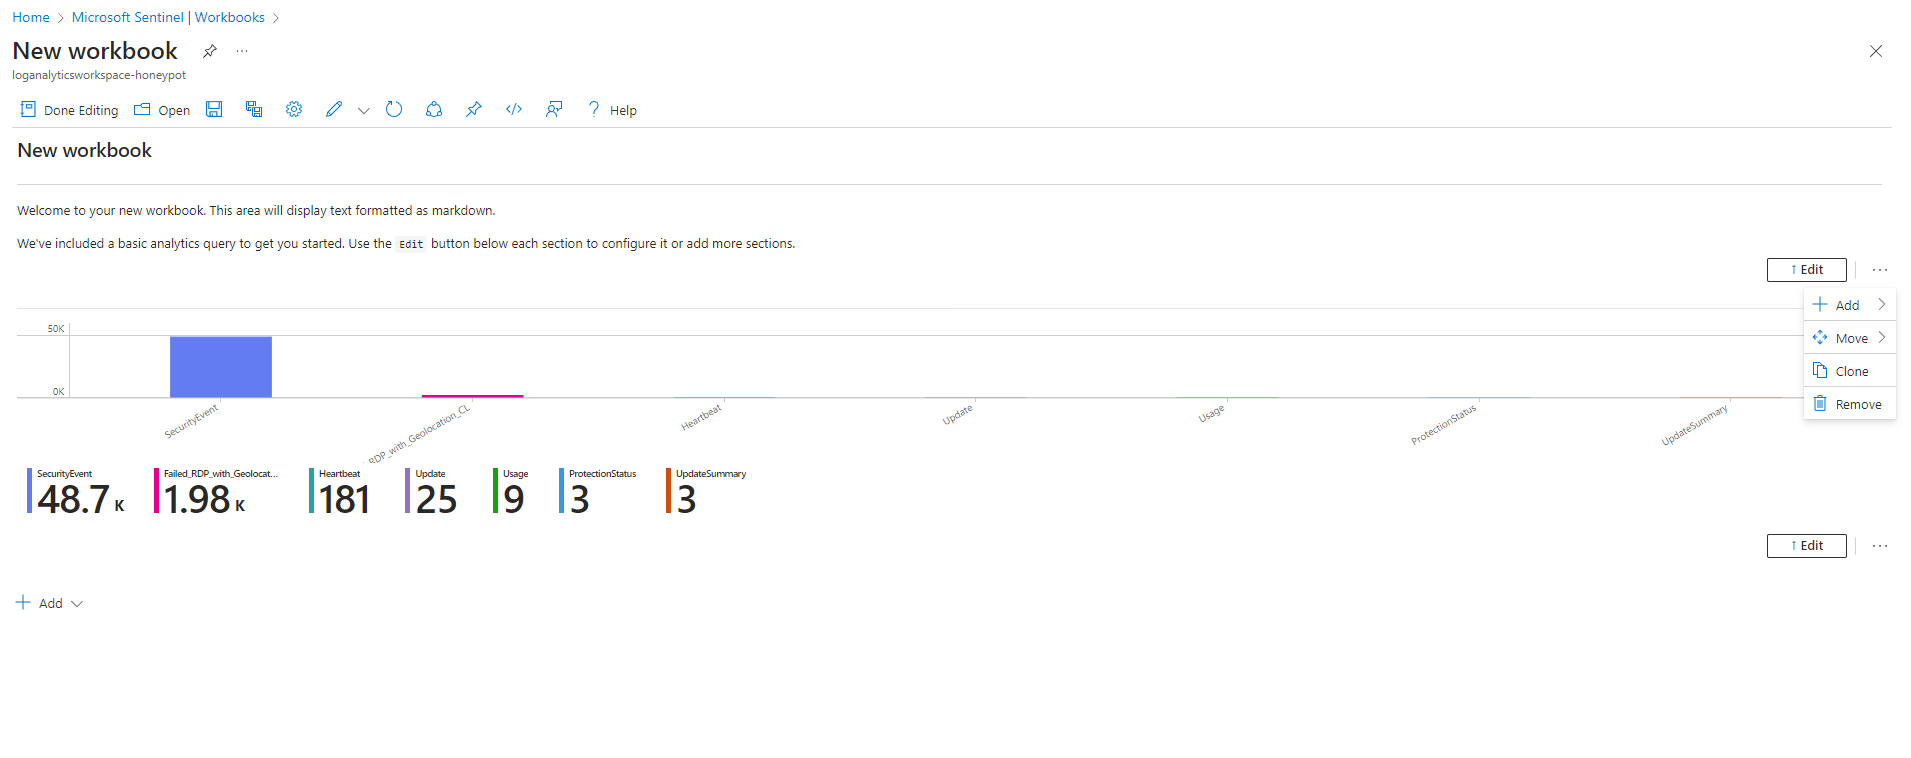 Home > Microsoft Sentinel | Workbooks >
New workbook
loganalyticsworkspace-honeypot
Done Editing Open Help
New workbook
Welcome to your new workbook. This area will display text formatted as markdown.
We've included a basic analytics query to get you started. Use the Edit button below each section to configure it or add more sections.
↑ Edit ...
Add
Move
Clone
Remove
50K
0K
SecurityEvent
_RDP_with_Geolocation_CL
Heartbeat
Update
Usage
ProtectionStatus
UpdateSummary
SecurityEvent Failed_RDP_with_Geolocat... Heartbeat Update Usage ProtectionStatus UpdateSummary
48.7 K 1.98 K 181 25 9 3 3
↑ Edit ...
Add